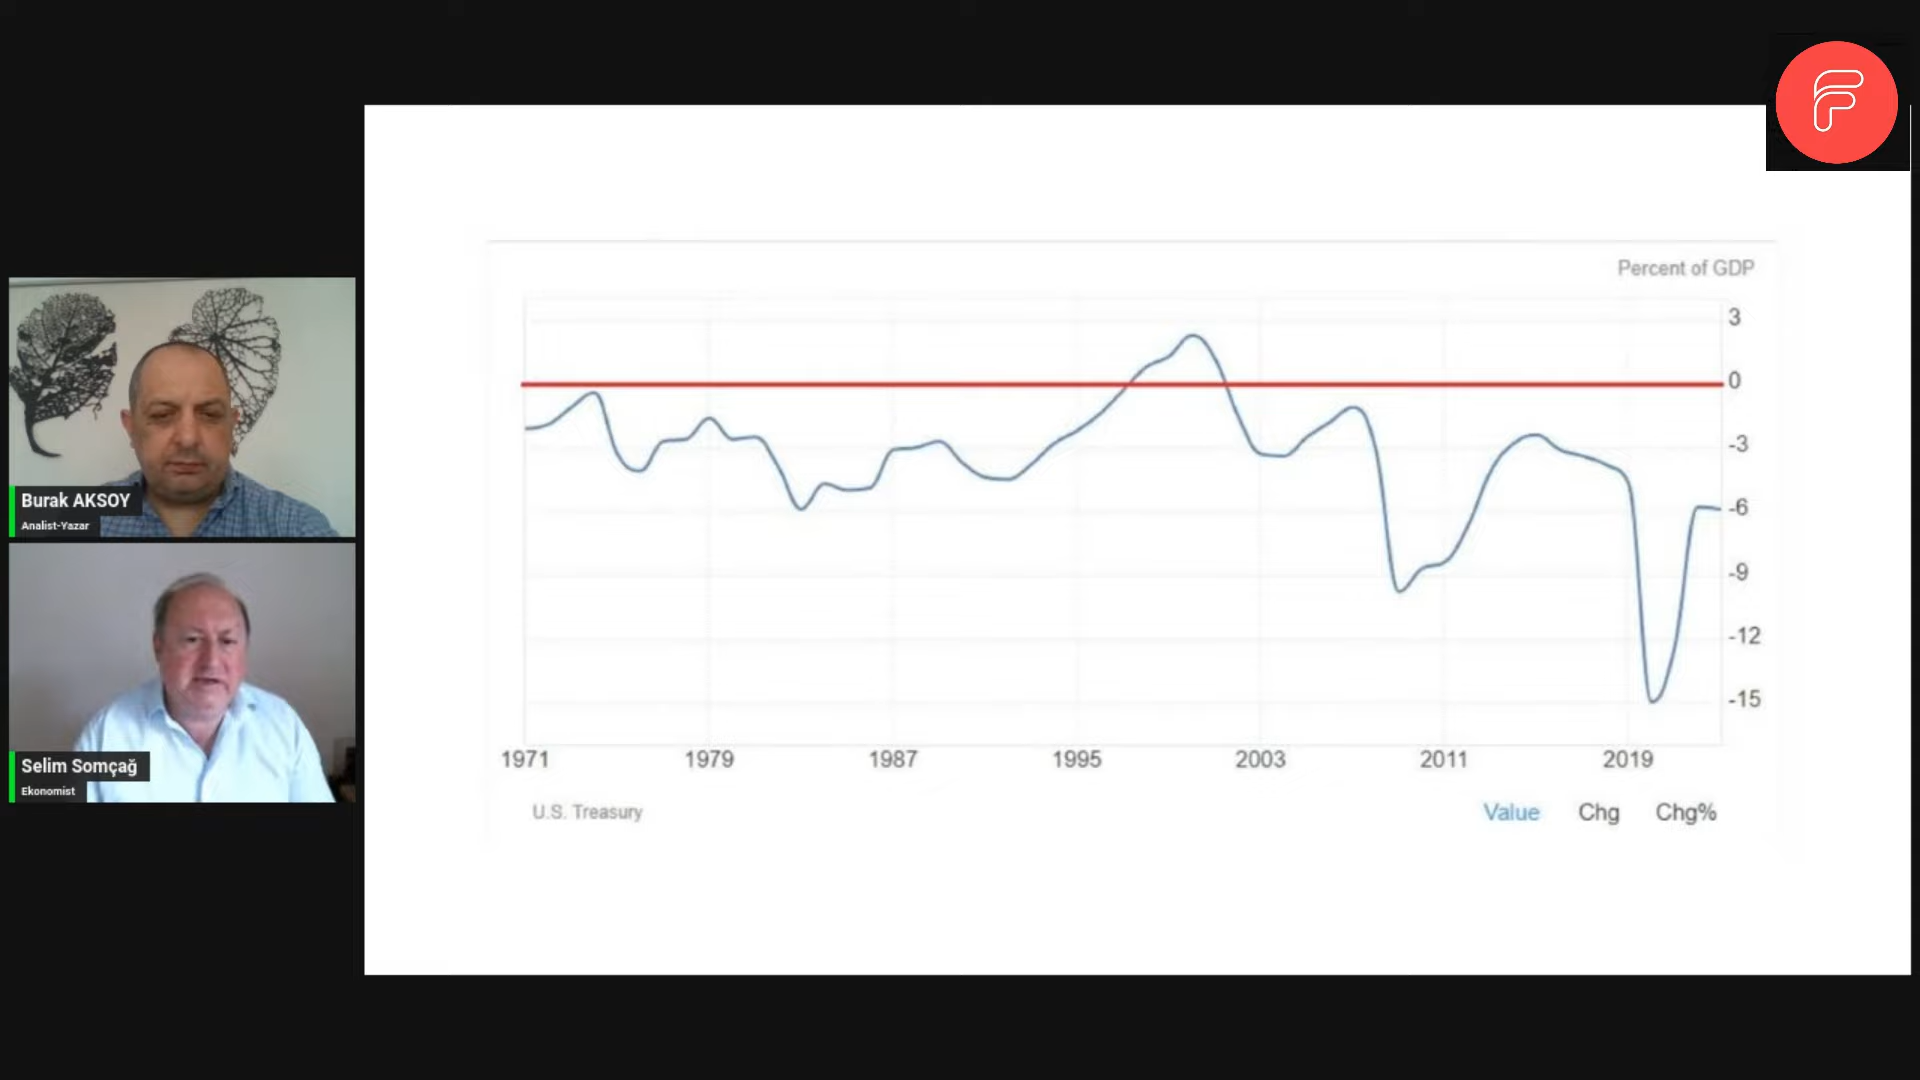 Burak AKSOY
Analist-Yazar
Selim Somçağ
Ekonomist
Percent of GDP
3
0
-3
-6
-9
-12
-15
1971 1979 1987 1995 2003 2011 2019
U.S. Treasury
Value Chg Chg%